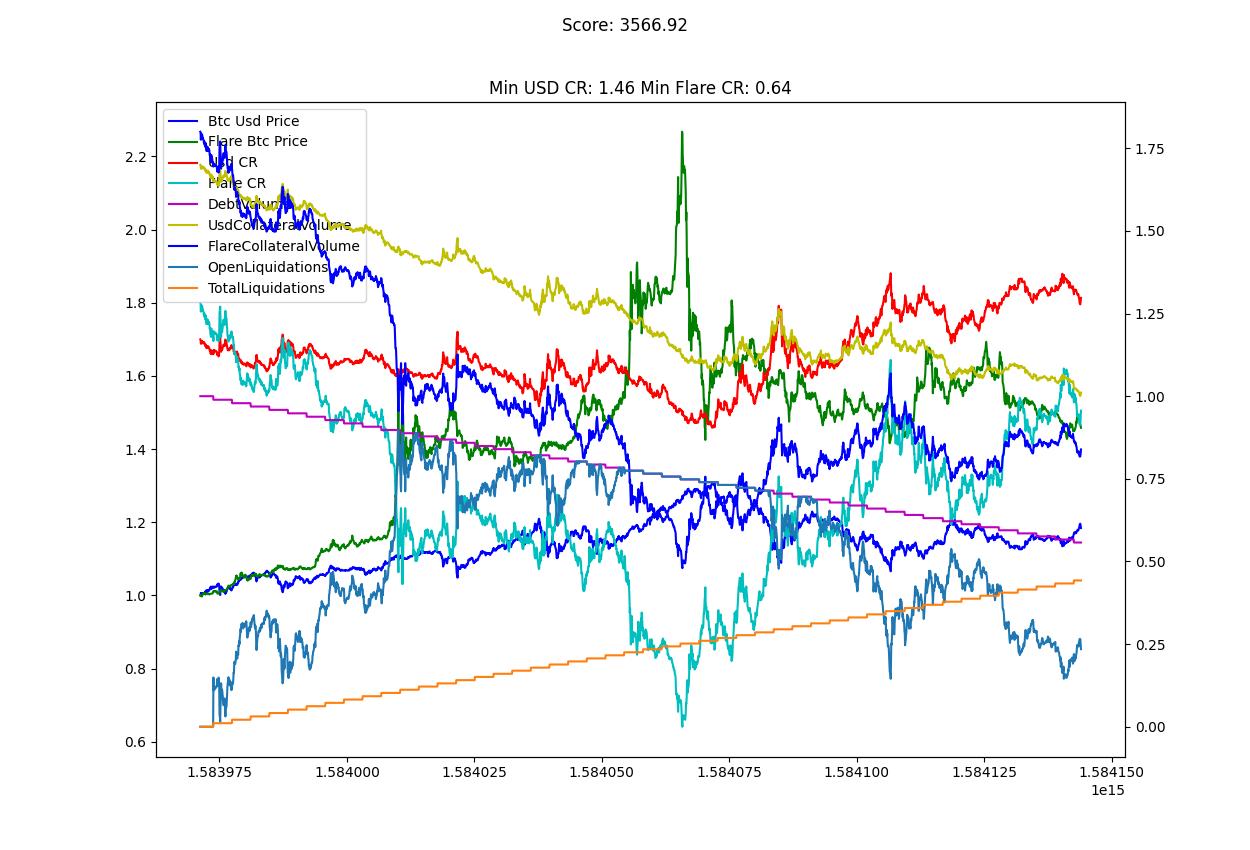 Score: 3566.92
Min USD CR: 1.46 Min Flare CR: 0.64
Btc Usd Price
Flare Btc Price
Usd CR
Flare CR
DebtVolume
UsdCollateralVolume
FlareCollateralVolume
OpenLiquidations
TotalLiquidations
2.2
2.0
1.8
1.6
1.4
1.2
1.0
0.8
0.6
1.75
1.50
1.25
1.00
0.75
0.50
0.25
0.00
1.583975
1.584000
1.584025
1.584050
1.584075
1.584100
1.584125
1.584150
1e15